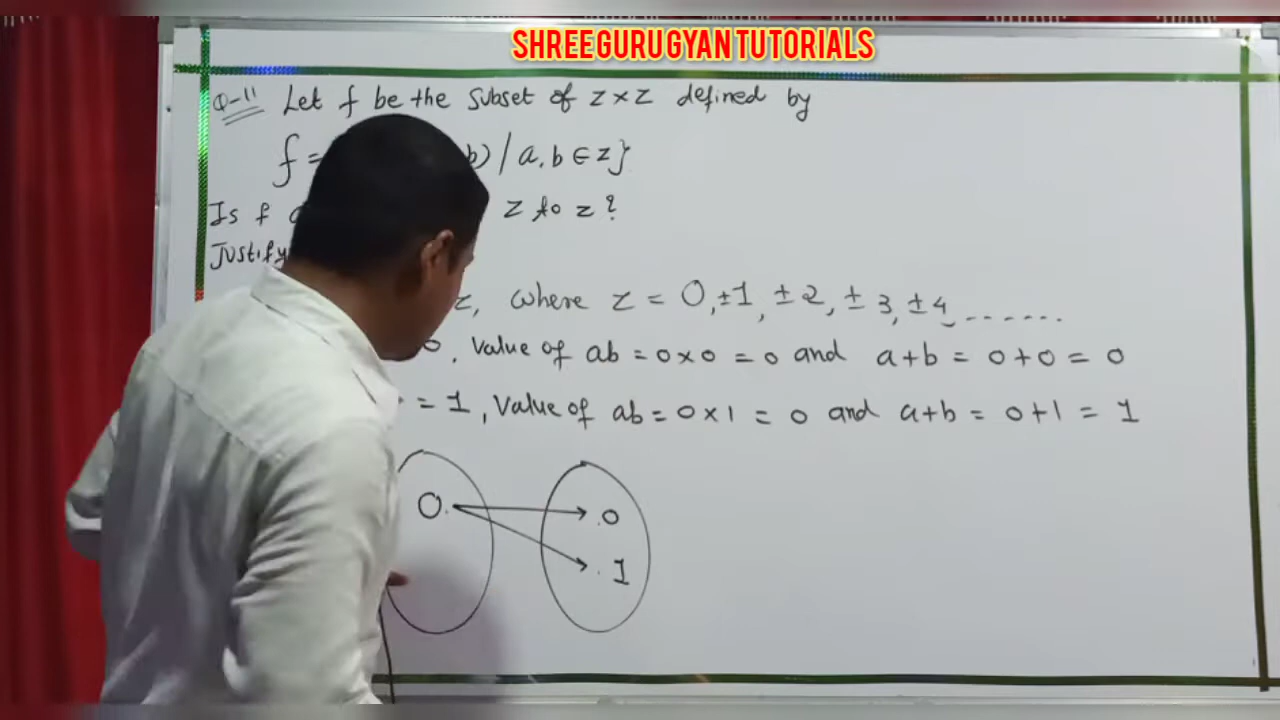 SHREE GURU GYAN TUTORIALS
Q-11 Let f be the subset of Z×Z defined by
f = b) / a, b ∈ Z}
Is f Z to Z ?
Justify
Z, where Z = 0, ±1, ±2, ±3, ±4, .......
0, Value of ab = 0×0 = 0 and a+b = 0+0 = 0
= 1, Value of ab = 0×1 = 0 and a+b = 0+1 = 1
0. .0
.1